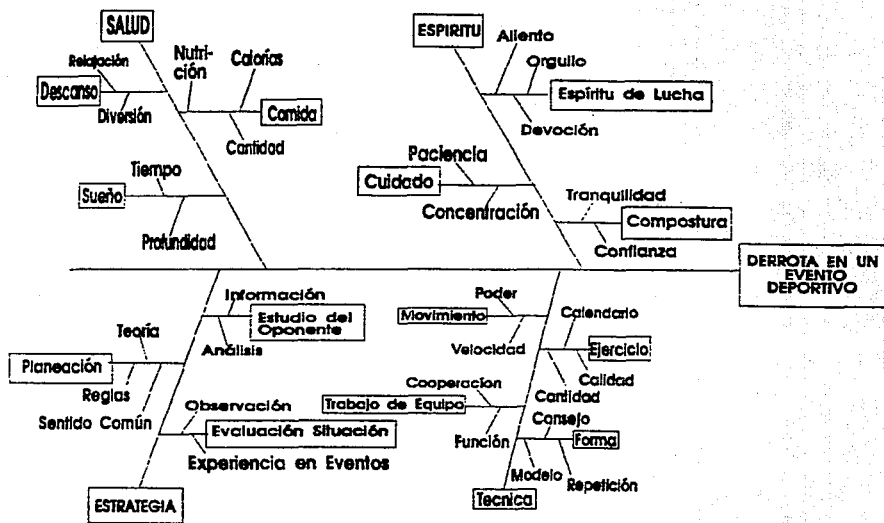 SALUD
Relajación
Descanso
Diversión
Nutri-
ción
Calorías
Comida
Cantidad
Tiempo
Sueño
Profundidad
ESPIRITU
Aliento
Orgullo
Espíritu de Lucha
Devoción
Paciencia
Cuidado
Concentración
Tranquilidad
Compostura
Confianza
DERROTA EN UN
EVENTO
DEPORTIVO
Información
Estudio del
Oponente
Análisis
Teoría
Planeación
Reglas
Sentido Común
Observación
Evaluación Situación
Experiencia en Eventos
ESTRATEGIA
Poder
Movimiento
Velocidad
Calendario
Ejercicio
Calidad
Cantidad
Cooperacion
Trabajo de Equipo
Función
Consejo
Forma
Modelo
Repetición
Tecnica